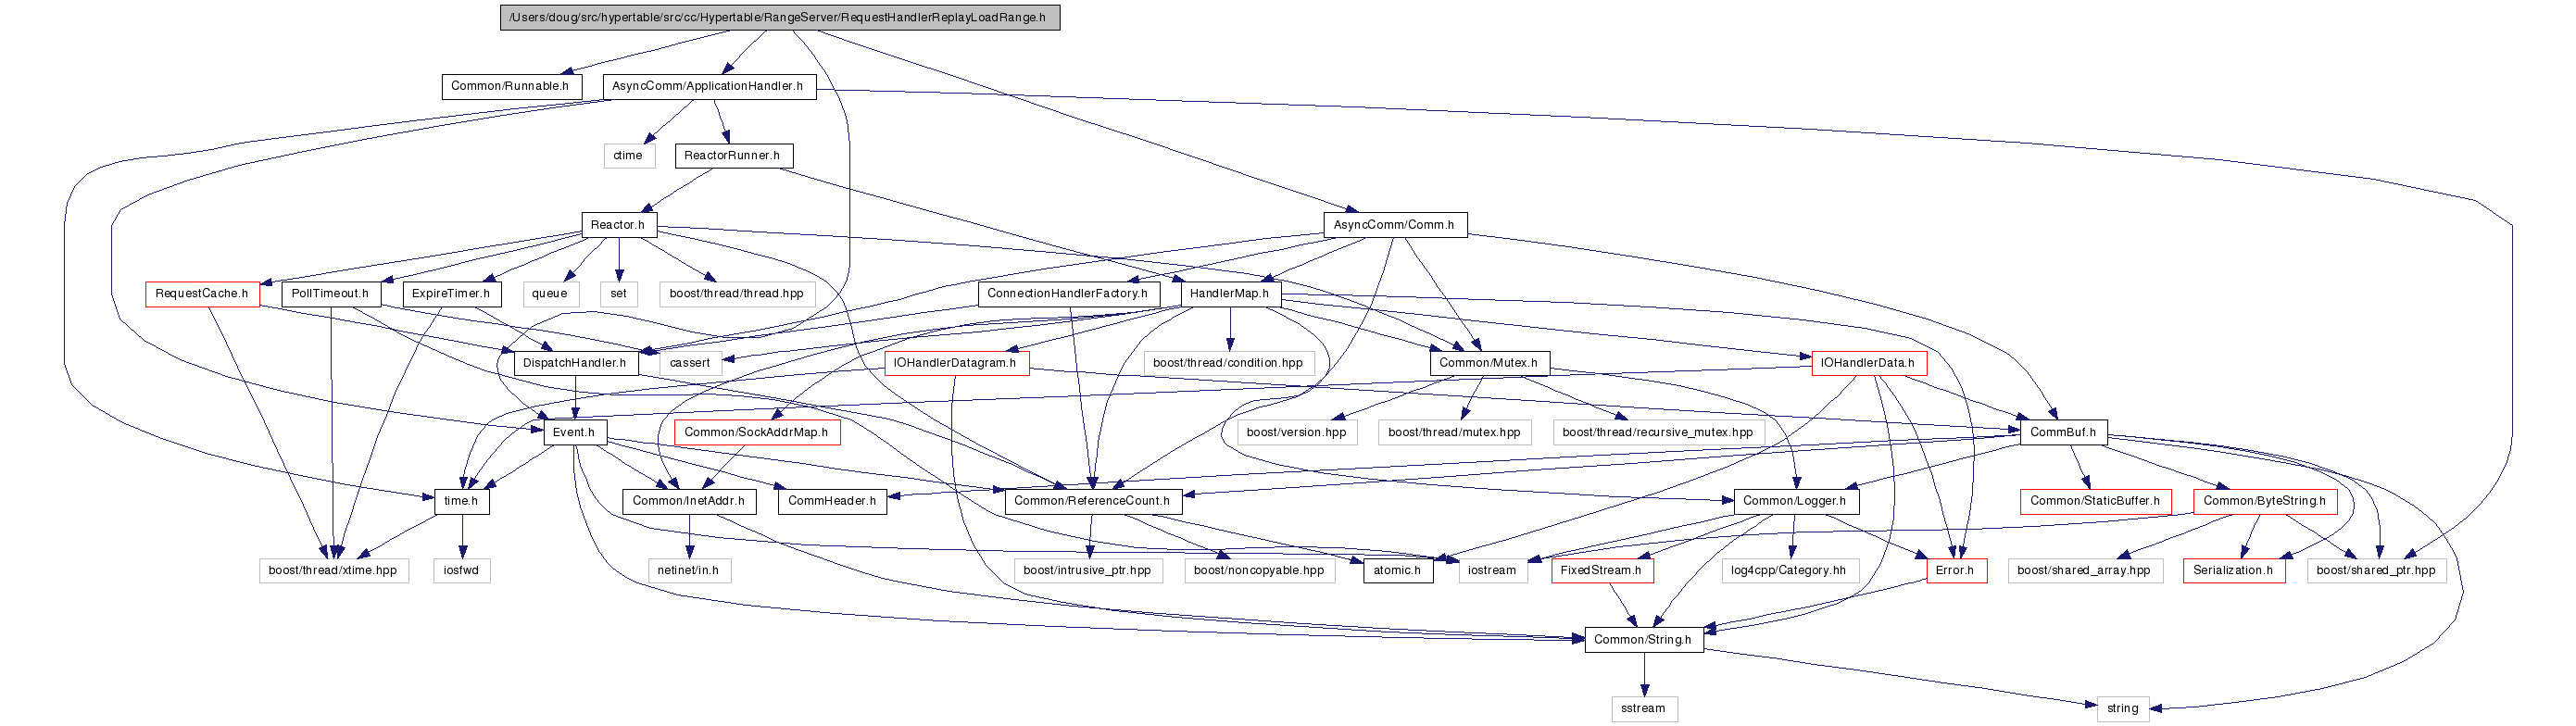 /Users/doug/src/hypertable/src/cc/Hypertable/RangeServer/RequestHandlerReplayLoadRange.h
Common/Runnable.h
AsyncComm/ApplicationHandler.h
ctime
ReactorRunner.h
Reactor.h
AsyncComm/Comm.h
RequestCache.h
PollTimeout.h
ExpireTimer.h
queue
set
boost/thread/thread.hpp
ConnectionHandlerFactory.h
HandlerMap.h
DispatchHandler.h
cassert
IOHandlerDatagram.h
boost/thread/condition.hpp
Common/Mutex.h
IOHandlerData.h
Event.h
Common/SockAddrMap.h
boost/version.hpp
boost/thread/mutex.hpp
boost/thread/recursive_mutex.hpp
CommBuf.h
time.h
Common/InetAddr.h
CommHeader.h
Common/ReferenceCount.h
Common/Logger.h
Common/StaticBuffer.h
Common/ByteString.h
boost/thread/xtime.hpp
iosfwd
netinet/in.h
boost/intrusive_ptr.hpp
boost/noncopyable.hpp
atomic.h
iostream
FixedStream.h
log4cpp/Category.hh
Error.h
boost/shared_array.hpp
Serialization.h
boost/shared_ptr.hpp
Common/String.h
sstream
string